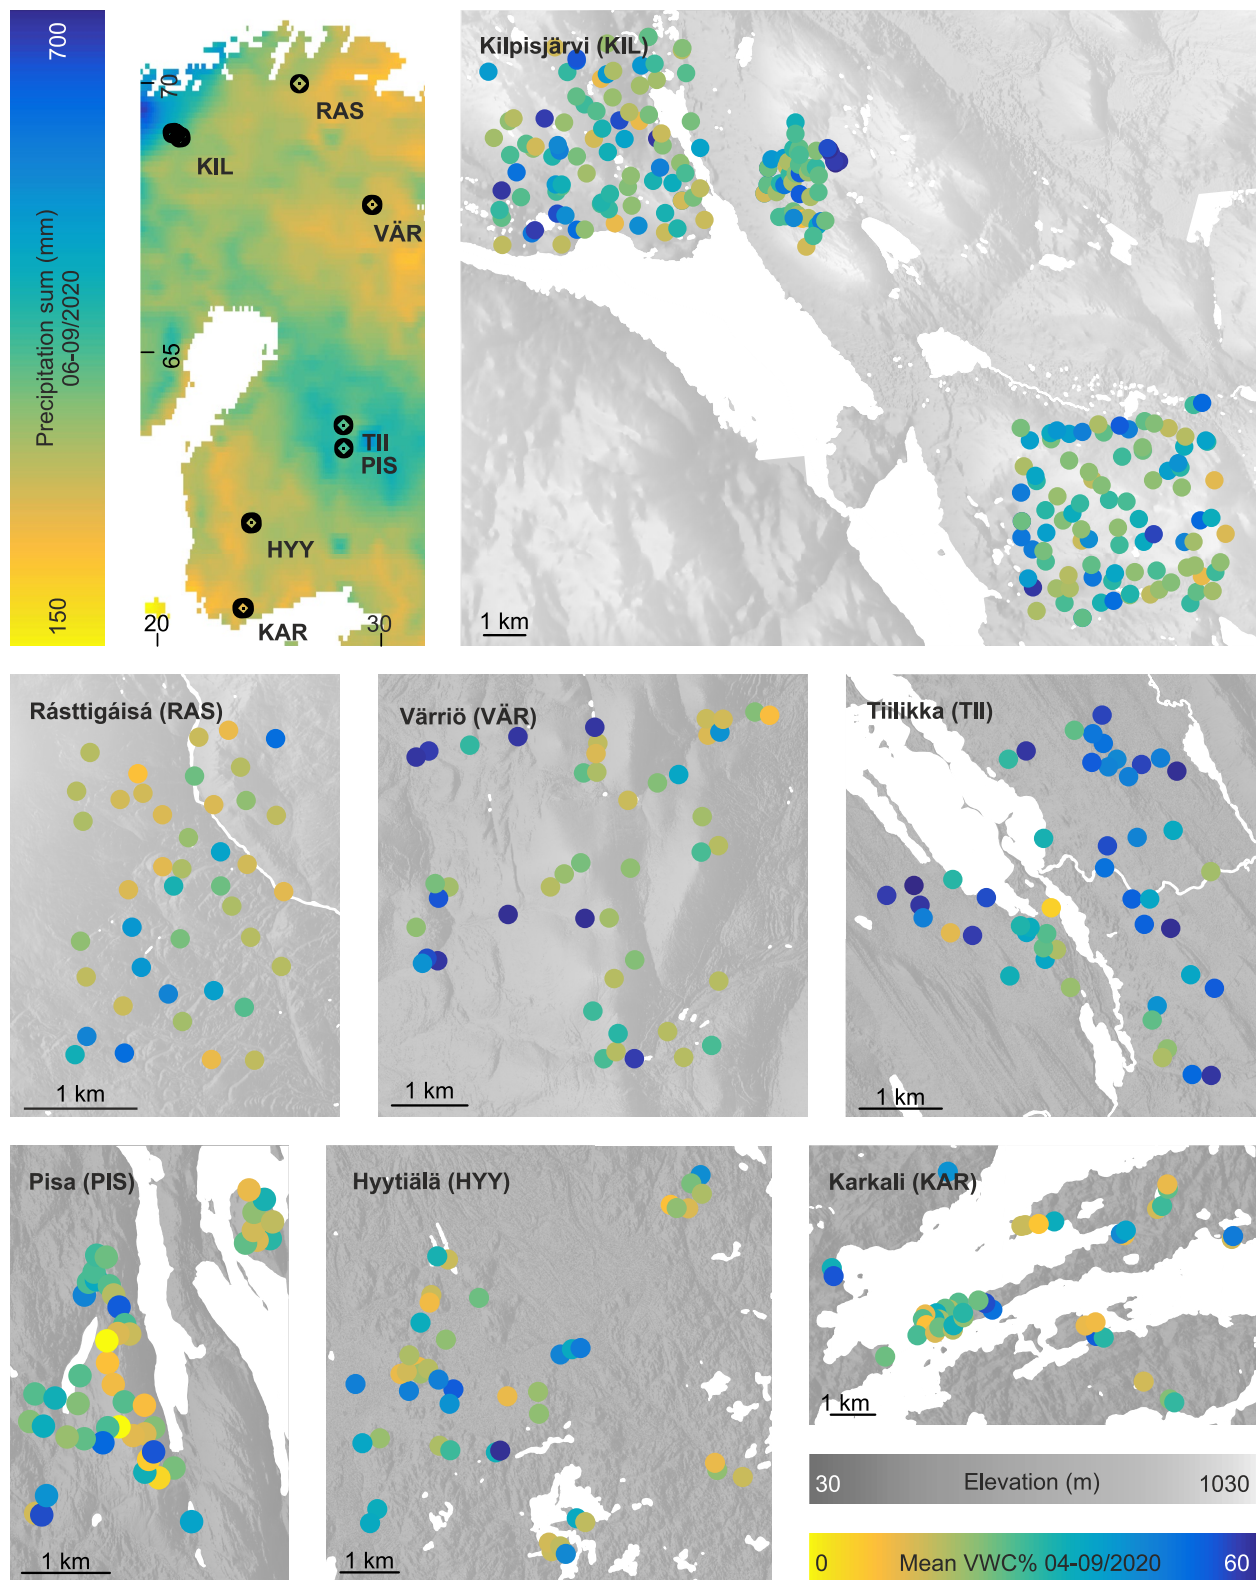 700
Precipitation sum (mm)
06-09/2020
150
70
65
20
30
RAS
KIL
VÄR
TII
PIS
HYY
KAR
Kilpisjärvi (KIL)
1 km
Rásttigáisá (RAS)
1 km
Värriö (VÄR)
1 km
Tiilikka (TII)
1 km
Pisa (PIS)
1 km
Hyytiälä (HYY)
1 km
Karkali (KAR)
1 km
30 Elevation (m) 1030
0 Mean VWC% 04-09/2020 60